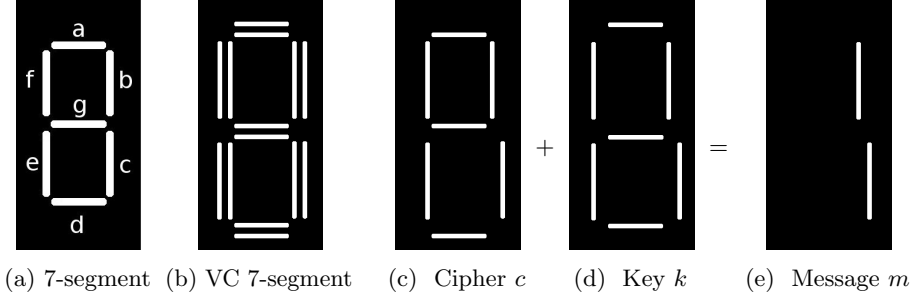 a
f b
g
e c
d
+ =
(a) 7-segment (b) VC 7-segment (c) Cipher c (d) Key k (e) Message m